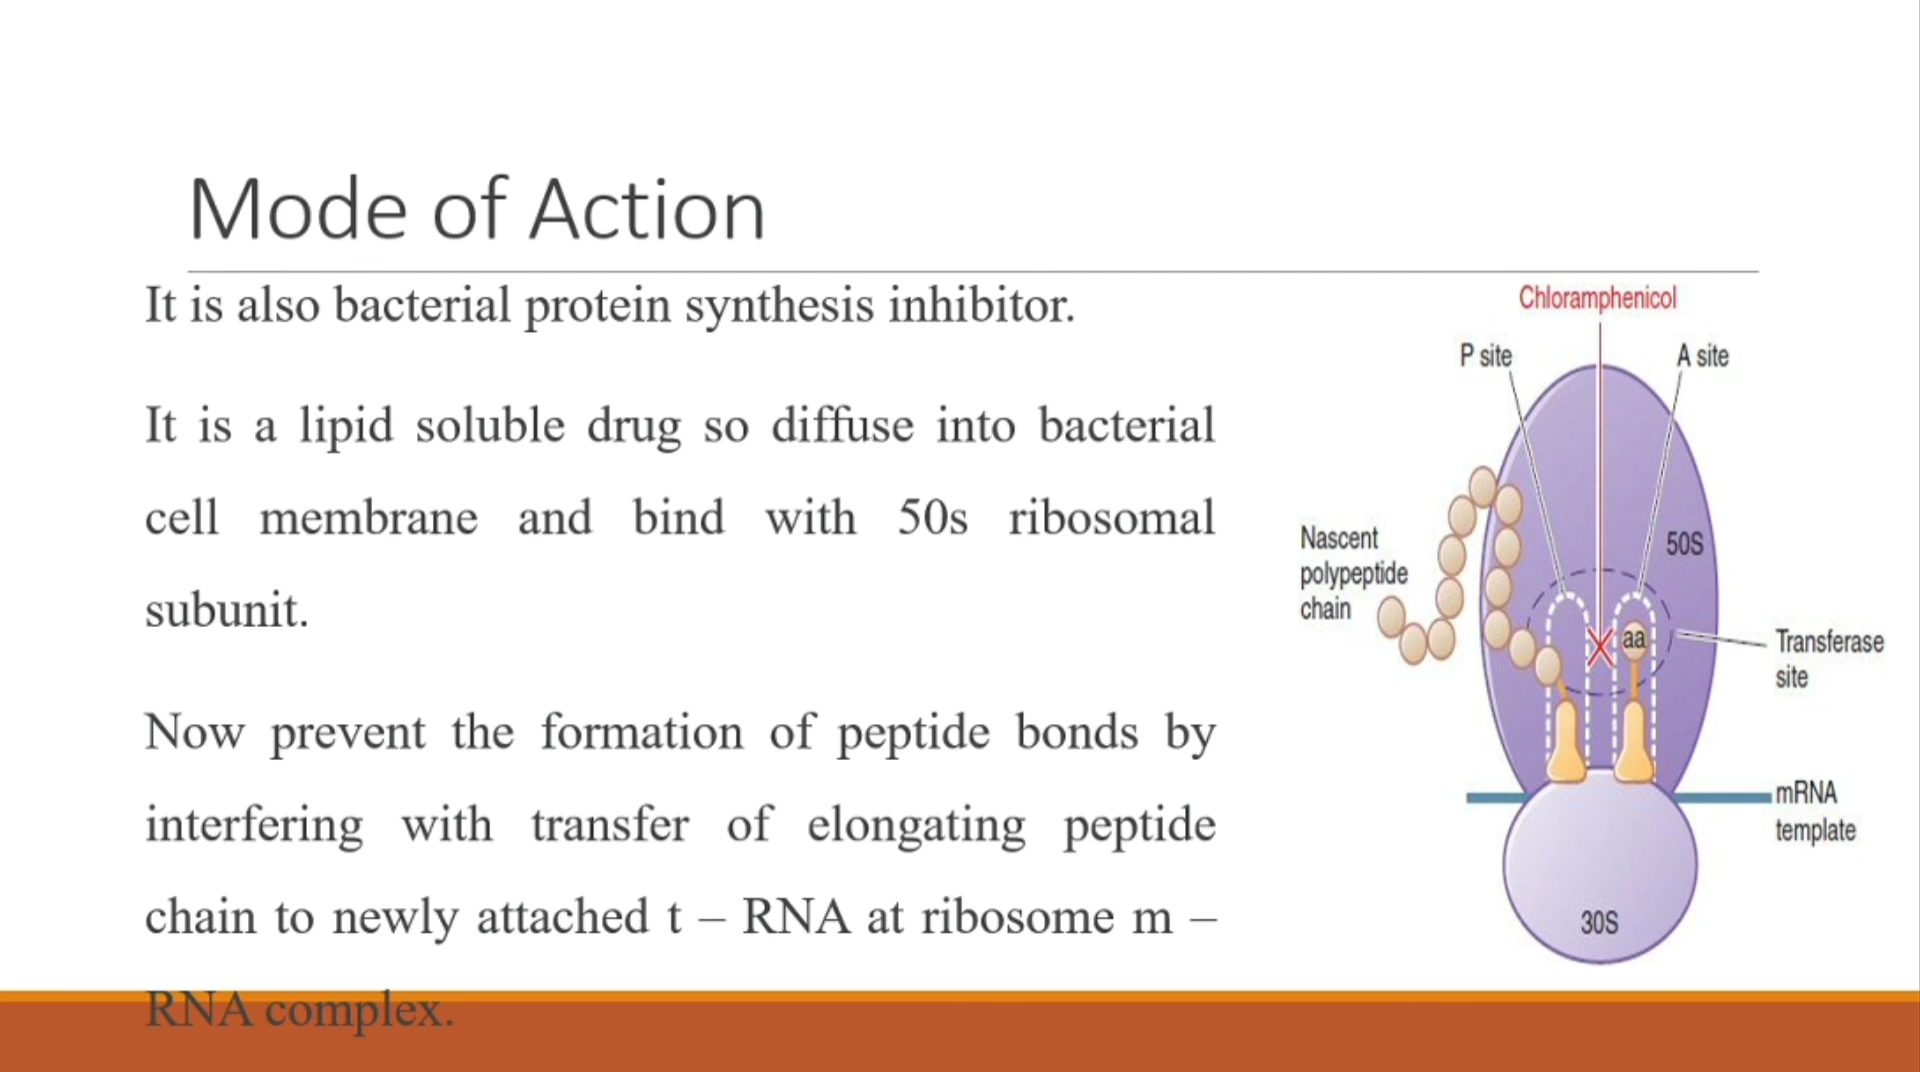 Mode of Action
It is also bacterial protein synthesis inhibitor.
It is a lipid soluble drug so diffuse into bacterial
cell membrane and bind with 50s ribosomal
subunit.
Now prevent the formation of peptide bonds by
interfering with transfer of elongating peptide
chain to newly attached t – RNA at ribosome m –
RNA complex.
Chloramphenicol
P site
A site
50S
Nascent
polypeptide
chain
aa
Transferase
site
mRNA
template
30S